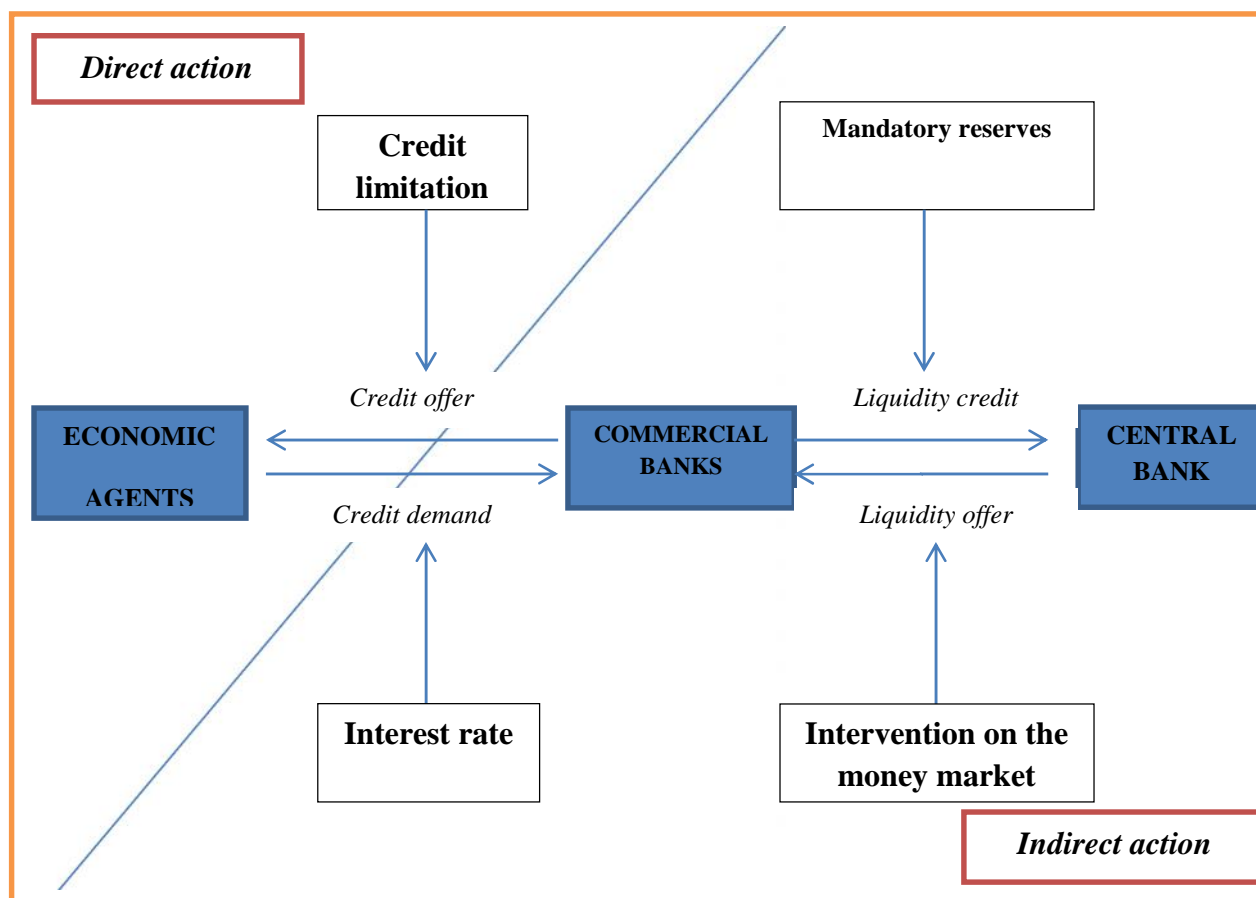 Direct action
Credit
limitation
Mandatory reserves
Credit offer
Liquidity credit
ECONOMIC
AGENTS
COMMERCIAL
BANKS
CENTRAL
BANK
Credit demand
Liquidity offer
Interest rate
Intervention on the
money market
Indirect action